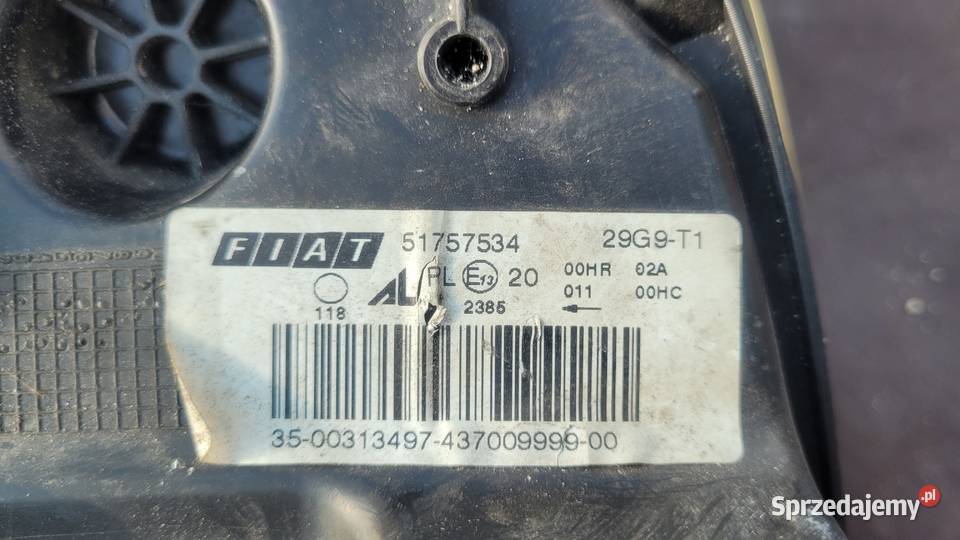 FIAT 51757534 29G9-T1
AL PL E13 20 00HR 02A
118 2385 011 00HC
35-00313497-437009999-00
Sprzedajemy.pl